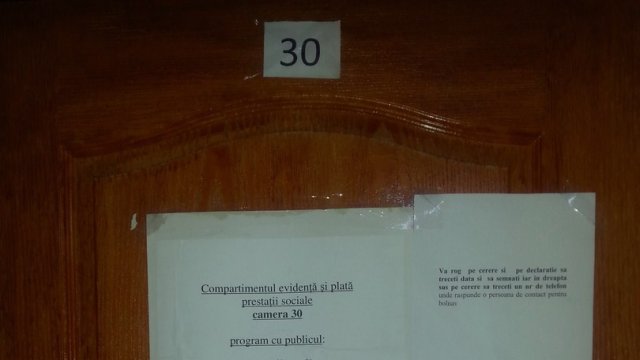 30
Compartimentul evidență și plată
prestații sociale
camera 30
program cu publicul:
Va rog pe cerere si pe declaratie sa
treceti data si sa semnati iar in dreapta
sus pe cerere sa treceti un nr de telefon
unde raspunde o persoana de contact pentru
bolnav